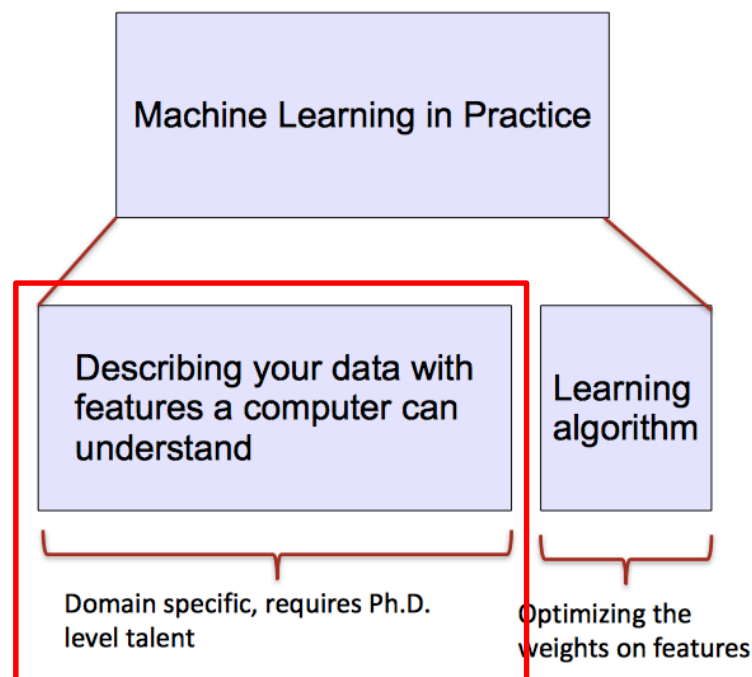 Machine Learning in Practice
Describing your data with
features a computer can
understand
Learning
algorithm
Domain specific, requires Ph.D.
level talent
Optimizing the
weights on features